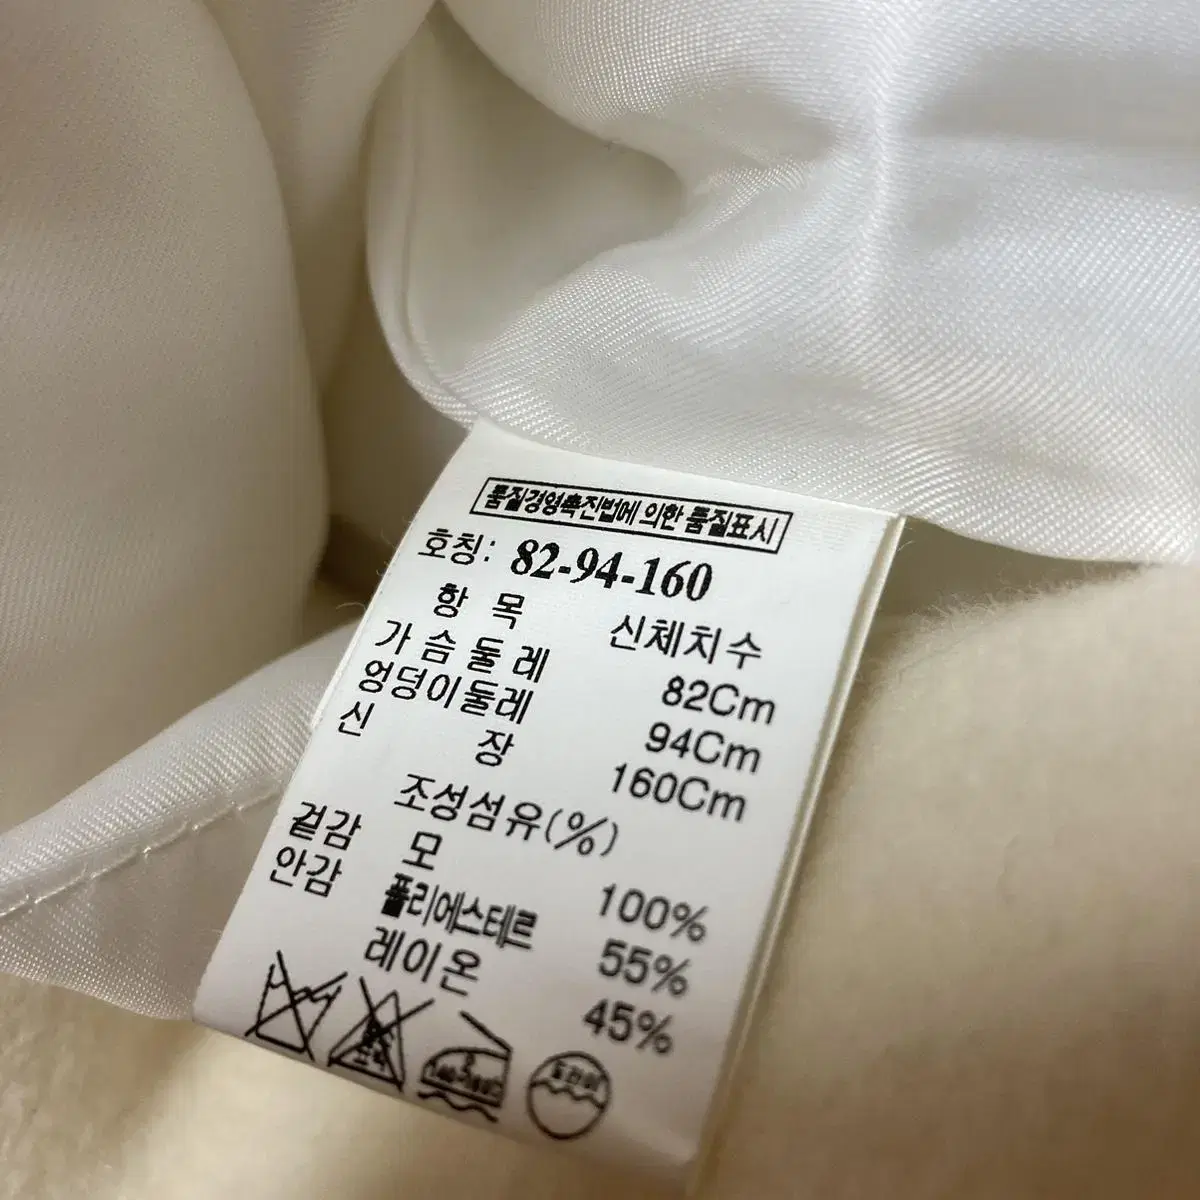 품질경영촉진법에 의한 품질표시
호칭: 82-94-160
항 목 신체치수
가 슴 둘 레 82Cm
엉덩이둘레 94Cm
신 장 160Cm
조성섬유(%)
겉감 모 100%
안감 폴리에스테르 55%
레이온 45%
드라이